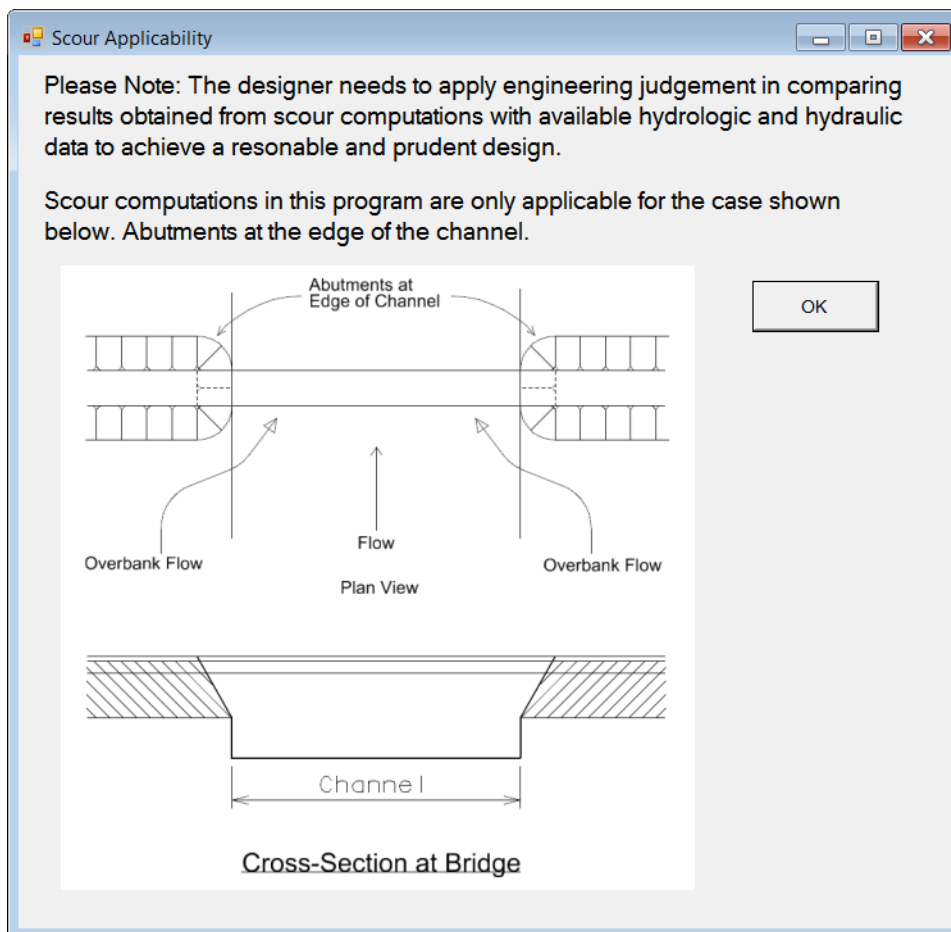 Scour Applicability
Please Note: The designer needs to apply engineering judgement in comparing
results obtained from scour computations with available hydrologic and hydraulic
data to achieve a resonable and prudent design.
Scour computations in this program are only applicable for the case shown
below. Abutments at the edge of the channel.
Abutments at
Edge of Channel
OK
Overbank Flow
Flow
Overbank Flow
Plan View
Channel
Cross-Section at Bridge